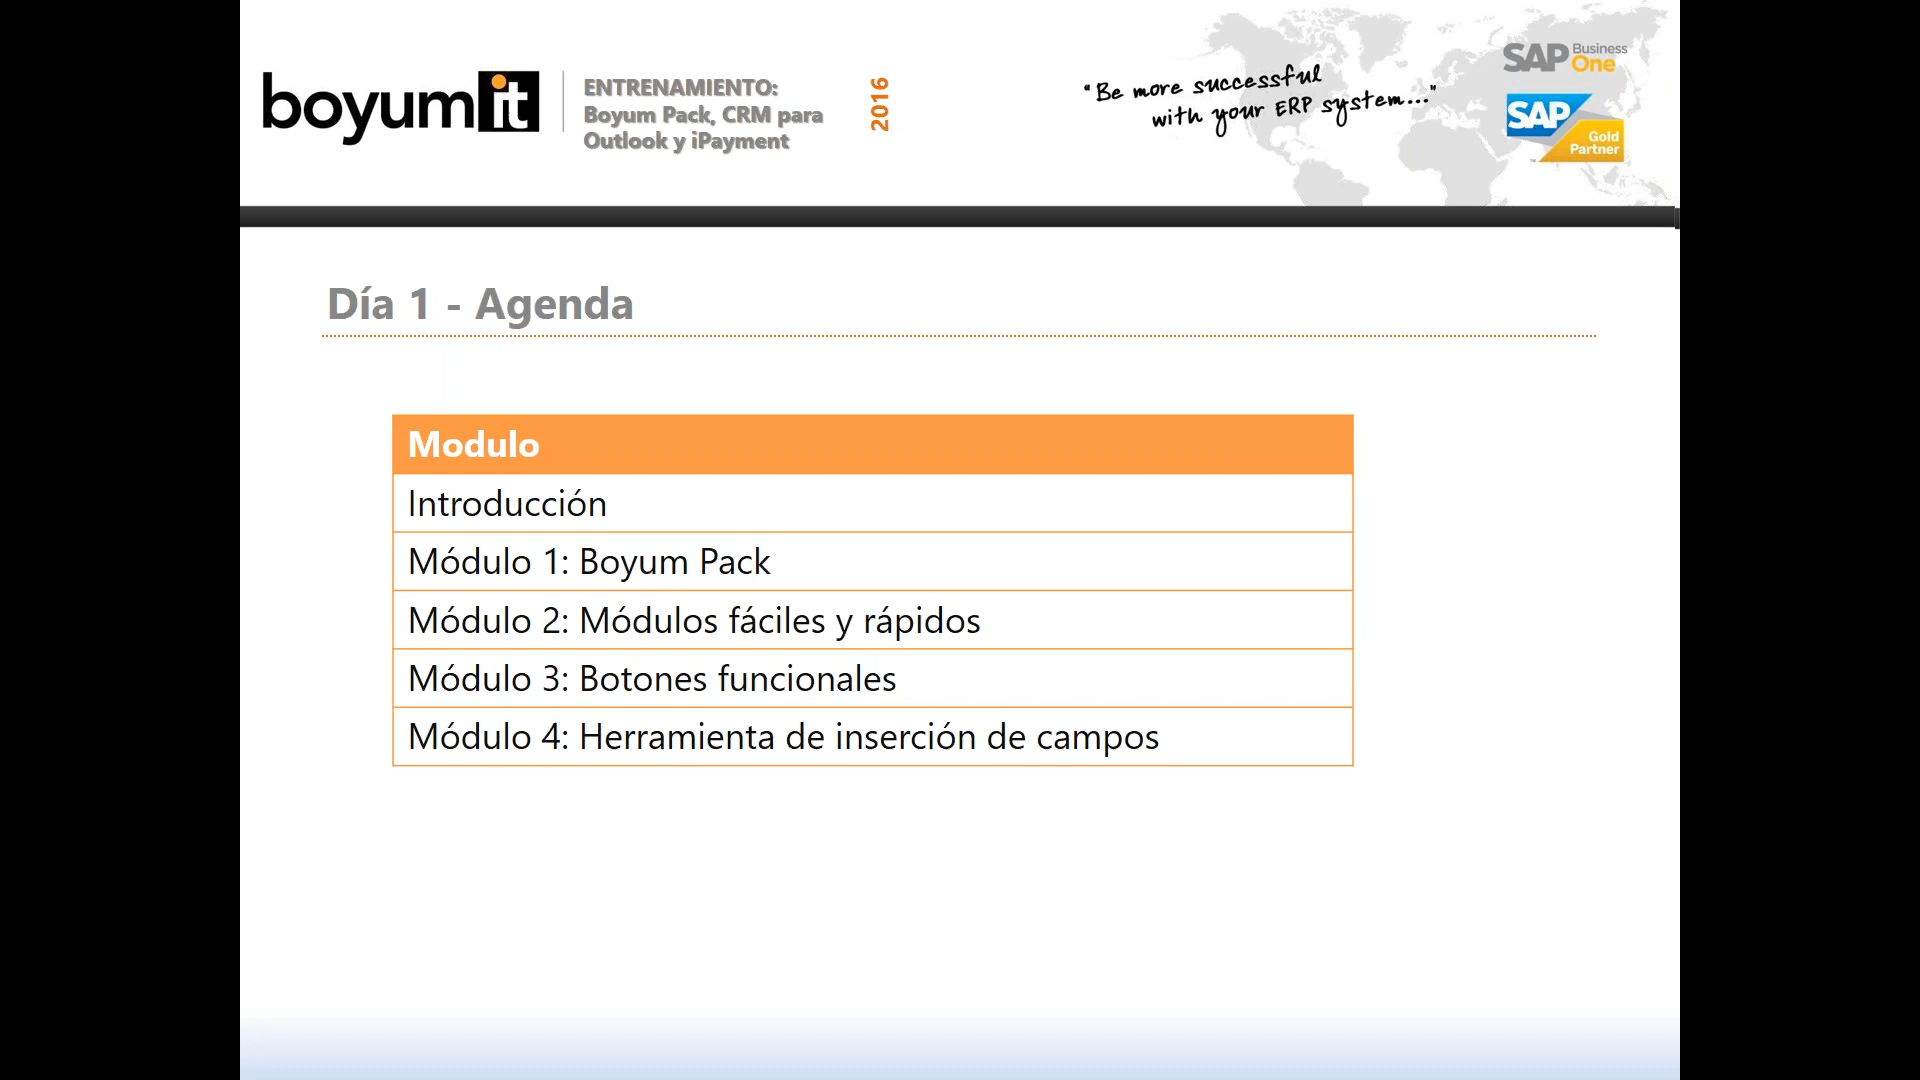 boyumit
ENTRENAMIENTO:
Boyum Pack, CRM para
Outlook y iPayment
2016
"Be more successful
with your ERP system..."
SAP Business One
SAP Gold Partner
Día 1 - Agenda
Modulo
Introducción
Módulo 1: Boyum Pack
Módulo 2: Módulos fáciles y rápidos
Módulo 3: Botones funcionales
Módulo 4: Herramienta de inserción de campos